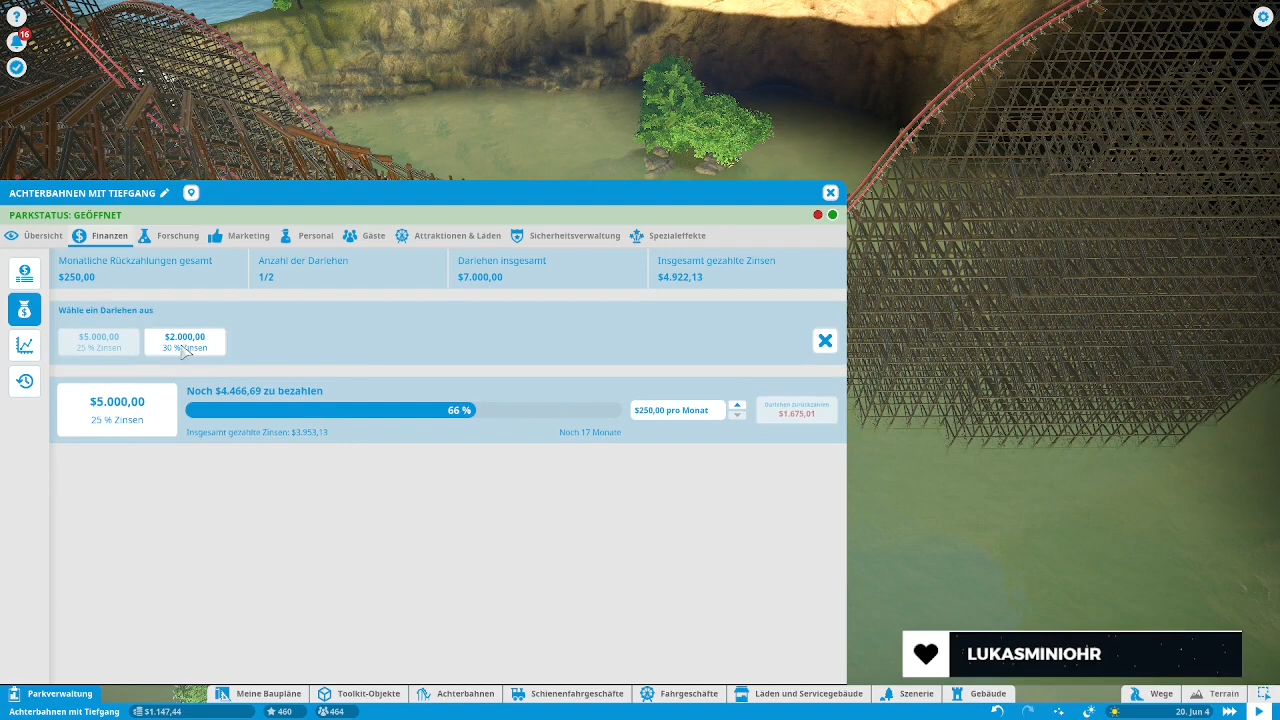 ?
16
ACHTERBAHNEN MIT TIEFGANG
PARKSTATUS: GEÖFFNET
Übersicht
Finanzen
Forschung
Marketing
Personal
Gäste
Attraktionen & Läden
Sicherheitsverwaltung
Spezialeffekte
Monatliche Rückzahlungen gesamt
$250,00
Anzahl der Darlehen
1/2
Darlehen insgesamt
$7.000,00
Insgesamt gezahlte Zinsen
$4.922,13
Wähle ein Darlehen aus
$5.000,00
25 % Zinsen
$2.000,00
30 % Zinsen
$5.000,00
25 % Zinsen
Noch $4.466,69 zu bezahlen
66 %
Insgesamt gezahlte Zinsen: $3.953,13
Noch 17 Monate
$250,00 pro Monat
Darlehen zurückzahlen
$1.675,01
LUKASMINIOHR
Parkverwaltung
Meine Baupläne
Toolkit-Objekte
Achterbahnen
Schienenfahrgeschäfte
Fahrgeschäfte
Läden und Servicegebäude
Szenerie
Gebäude
Wege
Terrain
Achterbahnen mit Tiefgang
$1.147,44
460
464
20. Jun 4